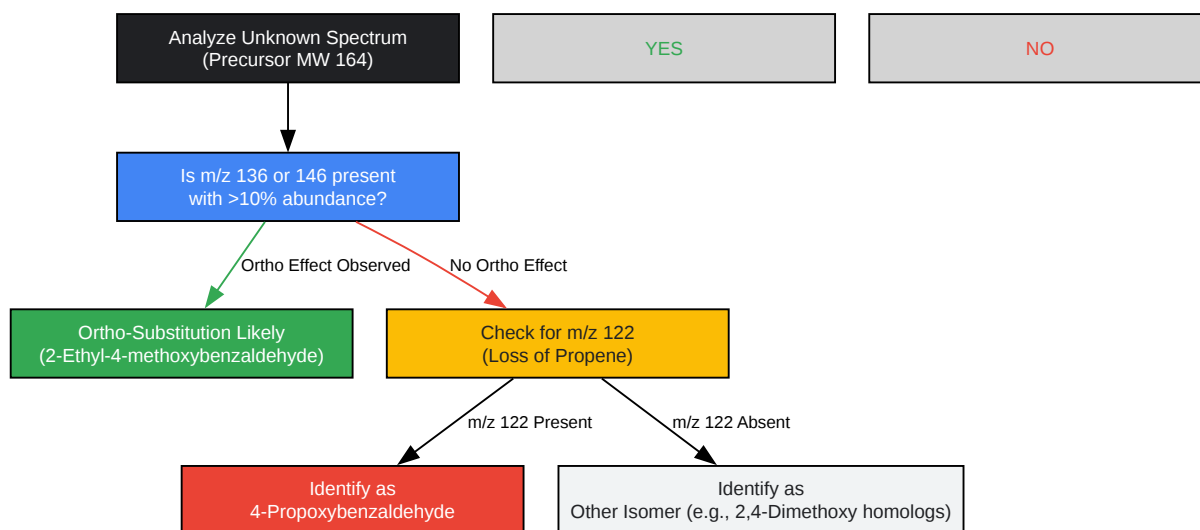 Analyze Unknown Spectrum
(Precursor MW 164)
YES
NO
Is m/z 136 or 146 present
with >10% abundance?
Ortho Effect Observed
No Ortho Effect
Ortho-Substitution Likely
(2-Ethyl-4-methoxybenzaldehyde)
Check for m/z 122
(Loss of Propene)
m/z 122 Present
m/z 122 Absent
Identify as
4-Propoxybenzaldehyde
Identify as
Other Isomer (e.g., 2,4-Dimethoxy homologs)